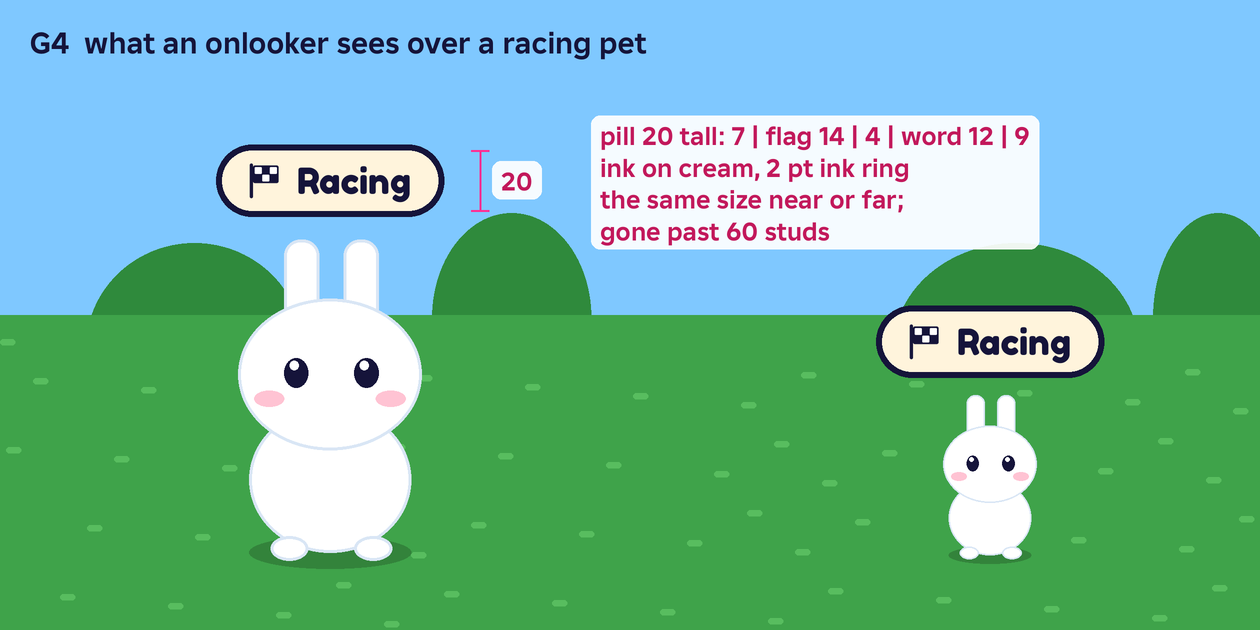 G4 what an onlooker sees over a racing pet
pill 20 tall: 7 | flag 14 | 4 | word 12 | 9
ink on cream, 2 pt ink ring
the same size near or far;
gone past 60 studs
Racing
20
Racing